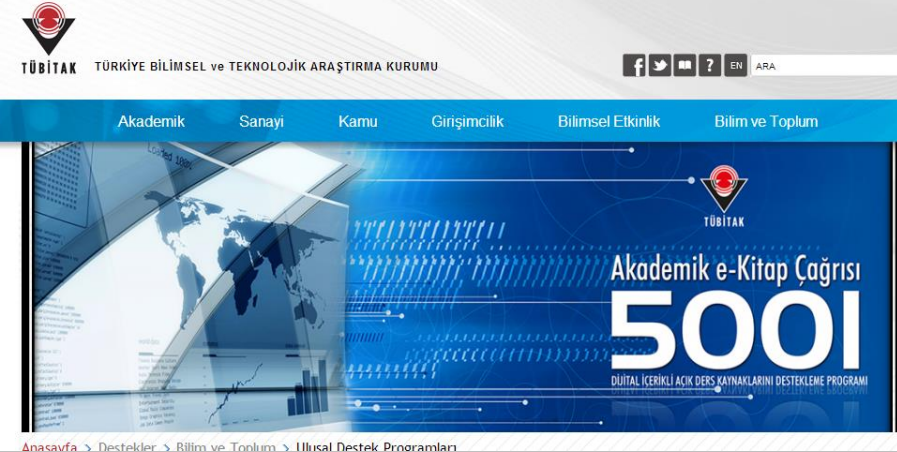 TÜBİTAK
TÜRKİYE BİLİMSEL ve TEKNOLOJİK ARAŞTIRMA KURUMU
f ? EN ARA
Akademik Sanayi Kamu Girişimcilik Bilimsel Etkinlik Bilim ve Toplum
Loaded 100%
TÜBİTAK
Akademik e-Kitap Çağrısı
5001
DİJİTAL İÇERİKLİ AÇIK DERS KAYNAKLARINI DESTEKLEME PROGRAMI
Anasayfa > Destekler > Bilim ve Toplum > Ulusal Destek Programları